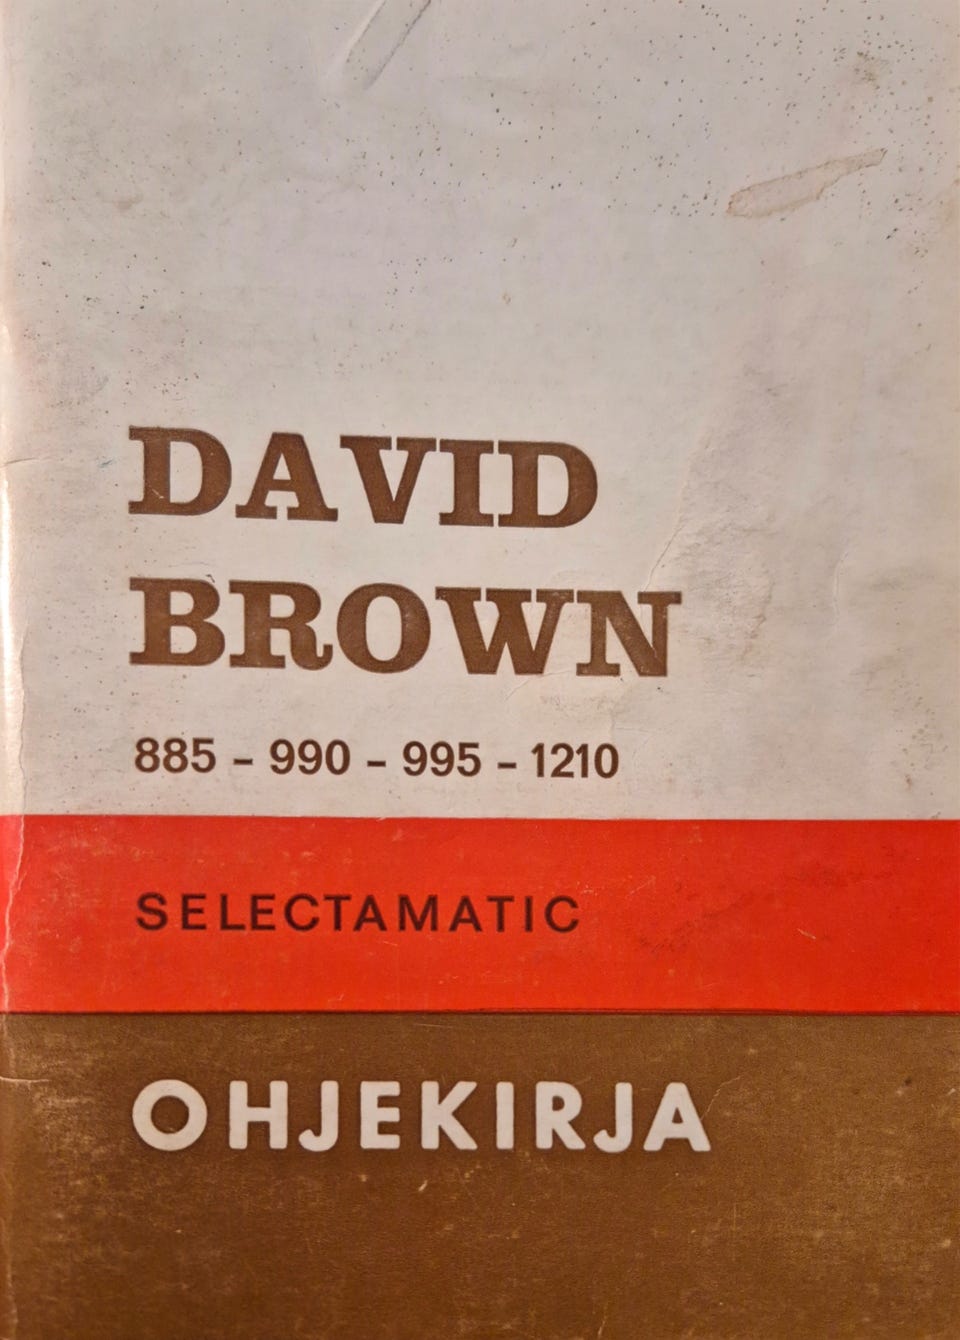 DAVID
BROWN
885 – 990 – 995 – 1210
SELECTAMATIC
OHJEKIRJA